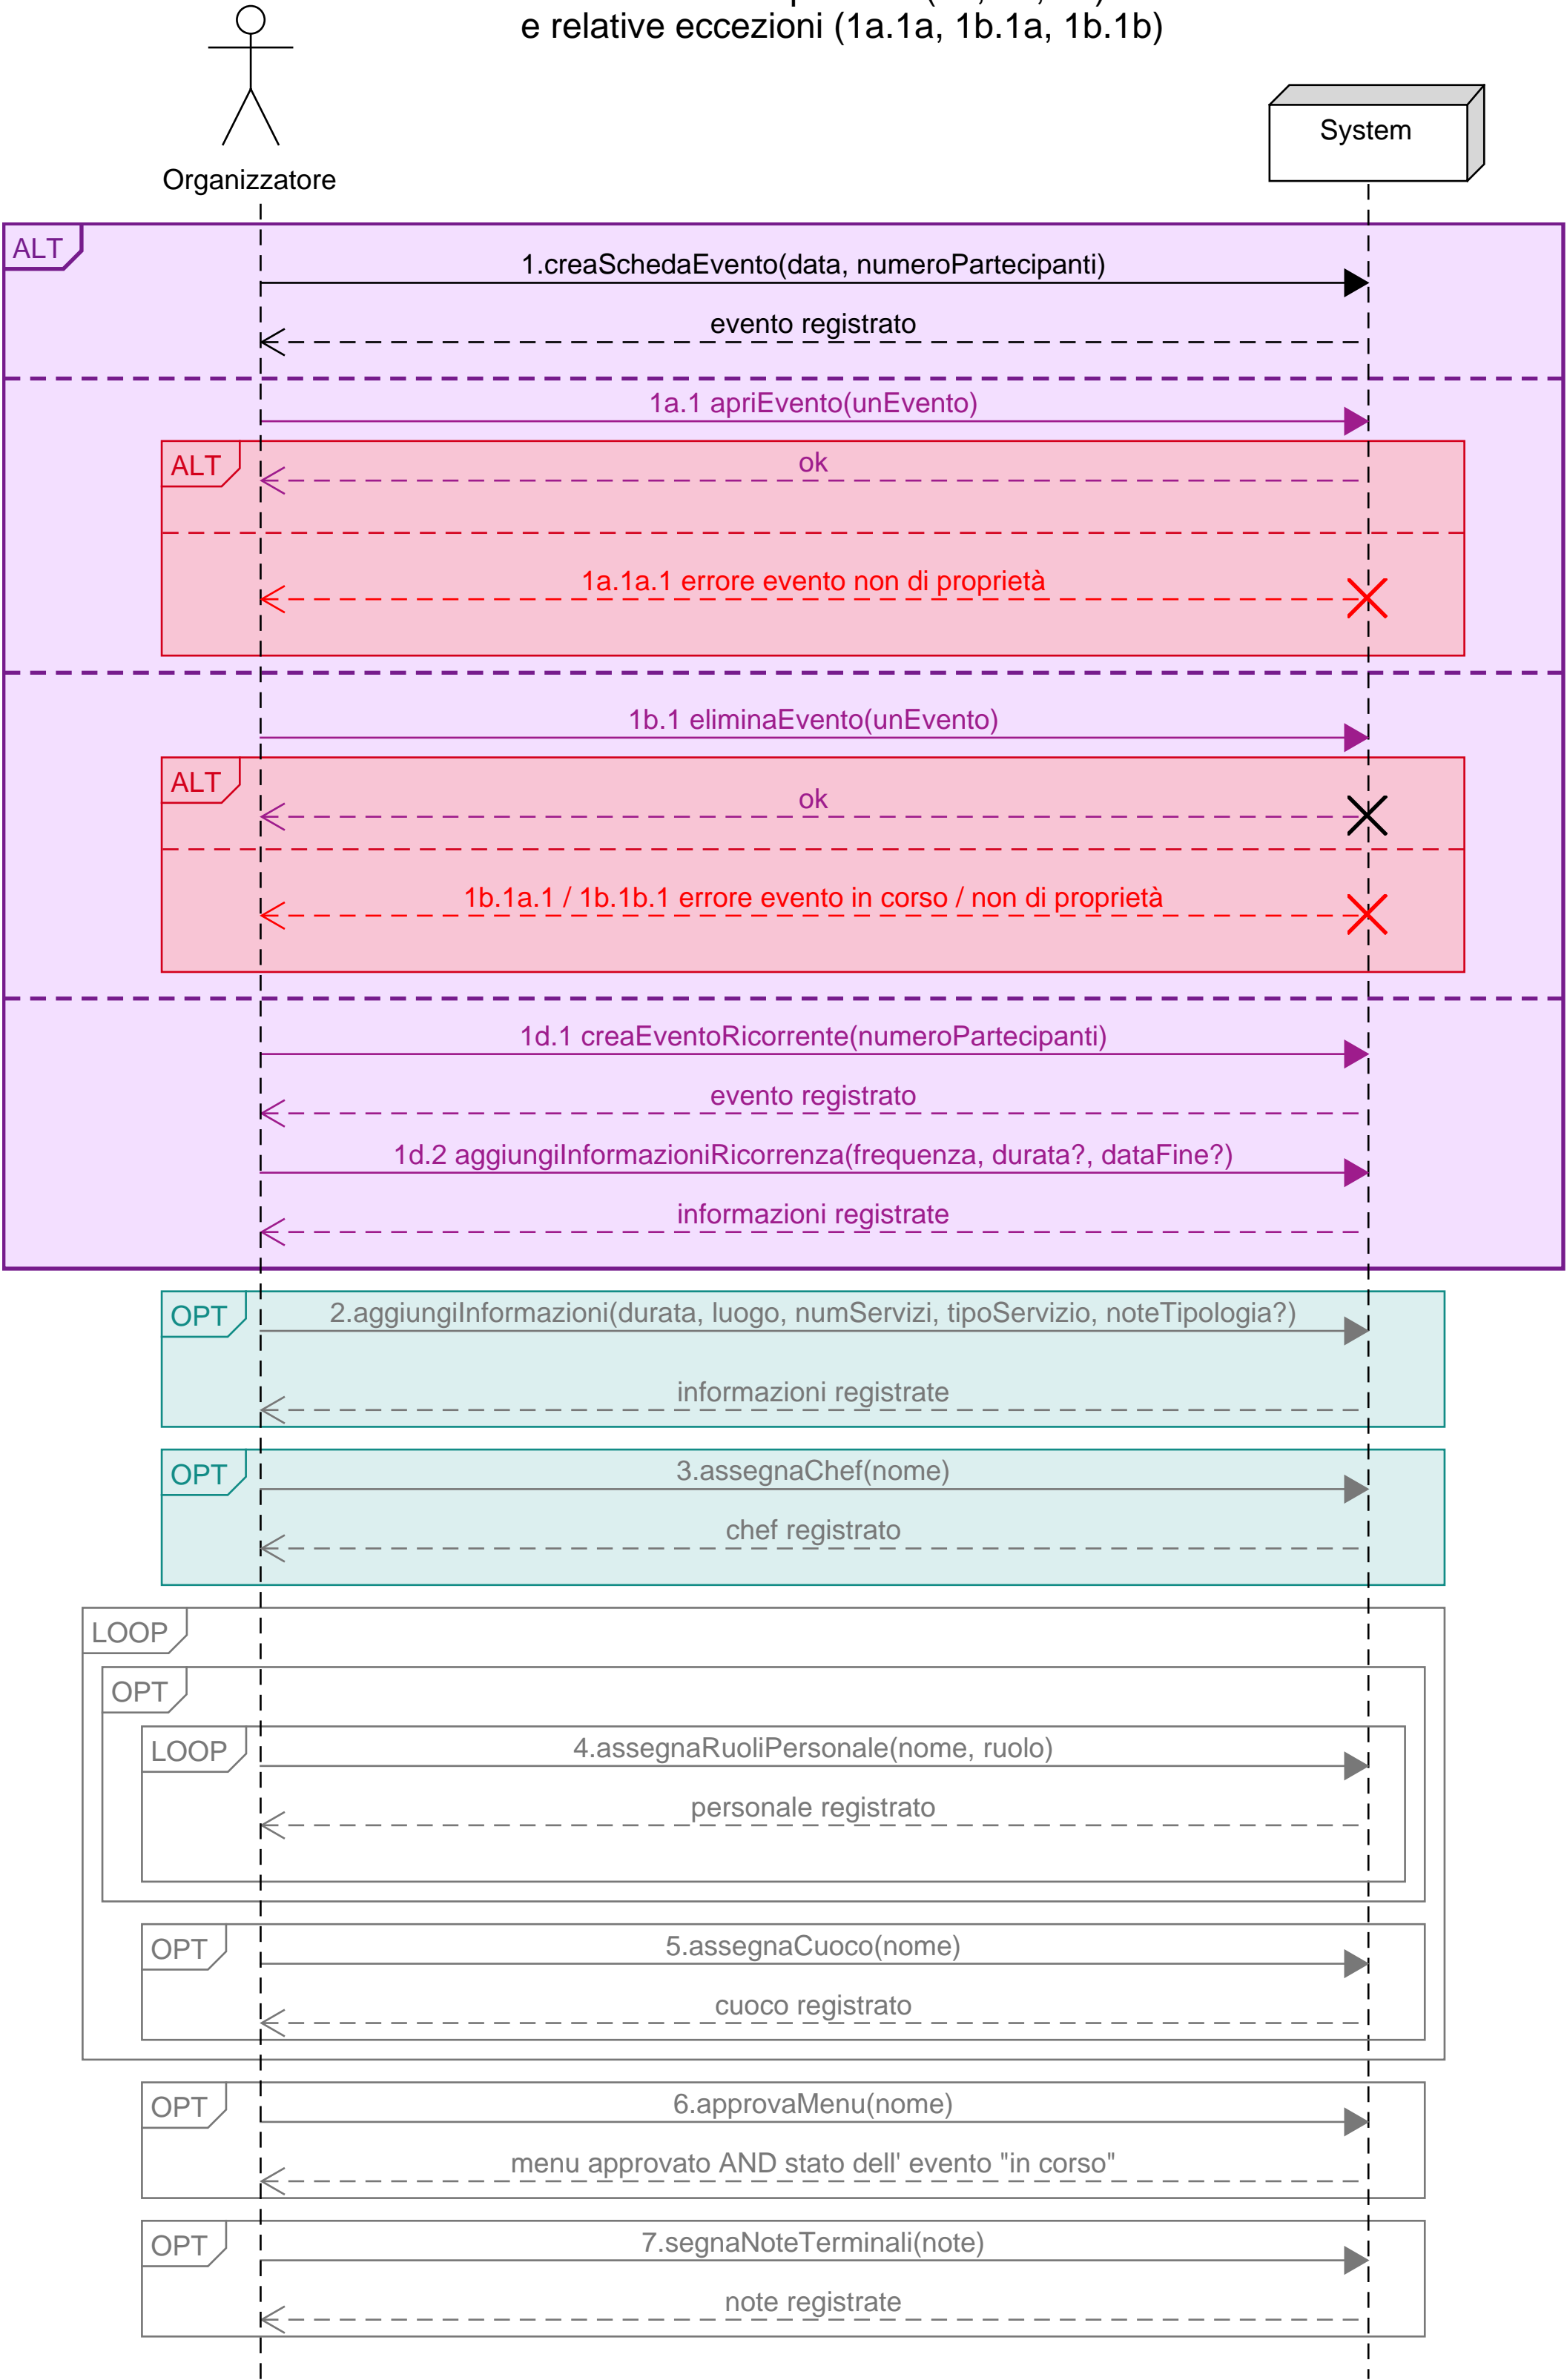 e relative eccezioni (1a.1a, 1b.1a, 1b.1b)
System
Organizzatore
ALT
1.creaSchedaEvento(data, numeroPartecipanti)
evento registrato
1a.1 apriEvento(unEvento)
ALT
ok
1a.1a.1 errore evento non di proprietà
1b.1 eliminaEvento(unEvento)
ALT
ok
1b.1a.1 / 1b.1b.1 errore evento in corso / non di proprietà
1d.1 creaEventoRicorrente(numeroPartecipanti)
evento registrato
1d.2 aggiungiInformazioniRicorrenza(frequenza, durata?, dataFine?)
informazioni registrate
OPT
2.aggiungiInformazioni(durata, luogo, numServizi, tipoServizio, noteTipologia?)
informazioni registrate
OPT
3.assegnaChef(nome)
chef registrato
LOOP
OPT
LOOP
4.assegnaRuoliPersonale(nome, ruolo)
personale registrato
OPT
5.assegnaCuoco(nome)
cuoco registrato
OPT
6.approvaMenu(nome)
menu approvato AND stato dell' evento "in corso"
OPT
7.segnaNoteTerminali(note)
note registrate